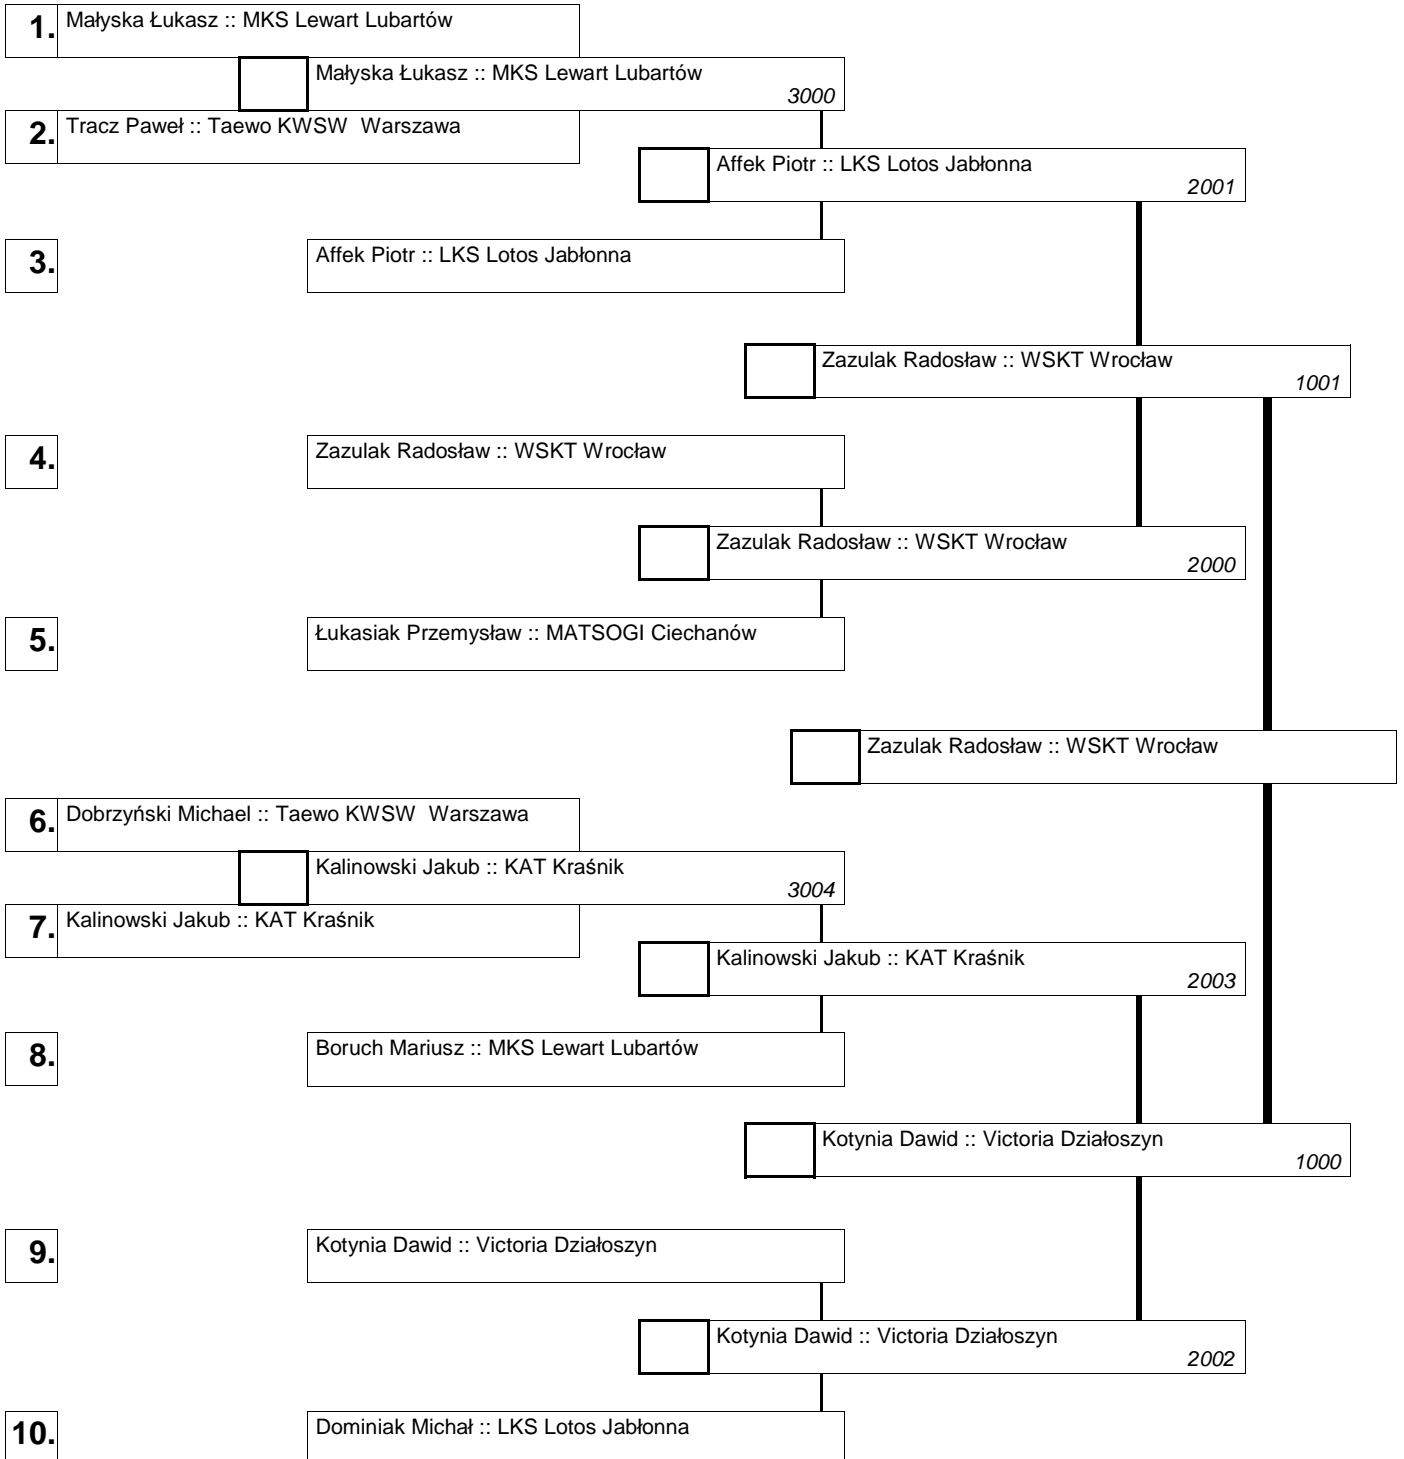 1. Małyska Łukasz :: MKS Lewart Lubartów
Małyska Łukasz :: MKS Lewart Lubartów
3000
2. Tracz Paweł :: Taewo KWSW  Warszawa
Affek Piotr :: LKS Lotos Jabłonna
2001
3. Affek Piotr :: LKS Lotos Jabłonna
Zazulak Radosław :: WSKT Wrocław
1001
4. Zazulak Radosław :: WSKT Wrocław
Zazulak Radosław :: WSKT Wrocław
2000
5. Łukasiak Przemysław :: MATSOGI Ciechanów
Zazulak Radosław :: WSKT Wrocław
6. Dobrzyński Michael :: Taewo KWSW  Warszawa
Kalinowski Jakub :: KAT Kraśnik
3004
7. Kalinowski Jakub :: KAT Kraśnik
Kalinowski Jakub :: KAT Kraśnik
2003
8. Boruch Mariusz :: MKS Lewart Lubartów
Kotynia Dawid :: Victoria Działoszyn
1000
9. Kotynia Dawid :: Victoria Działoszyn
Kotynia Dawid :: Victoria Działoszyn
2002
10. Dominiak Michał :: LKS Lotos Jabłonna